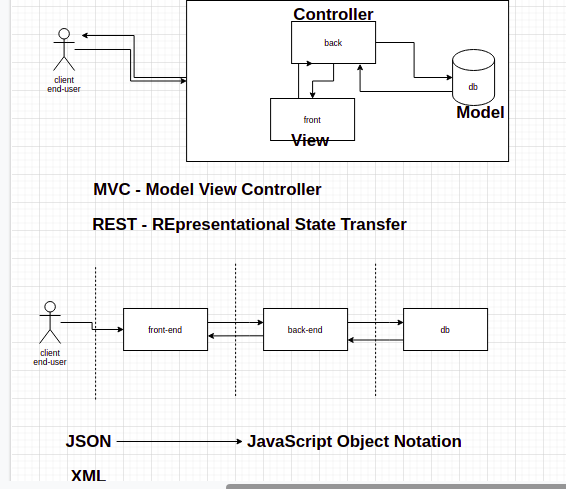 Controller
back
client
end-user
db
Model
front
View
MVC - Model View Controller
REST - REpresentational State Transfer
front-end
back-end
db
client
end-user
JSON
JavaScript Object Notation
XML